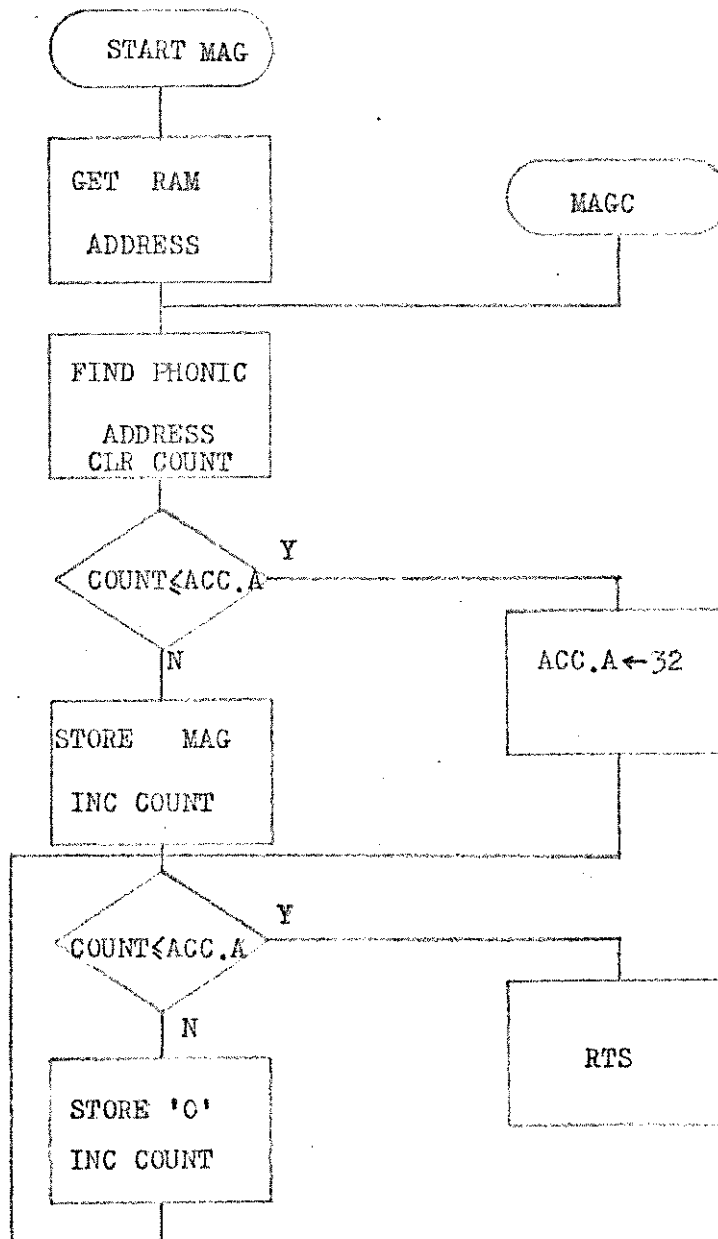 START MAG
GET RAM
ADDRESS
MAGC
FIND PHONIC
ADDRESS
CLR COUNT
COUNT⩽ACC.A
Y
N
ACC.A←32
STORE MAG
INC COUNT
COUNT⩽ACC.A
Y
N
RTS
STORE '0'
INC COUNT